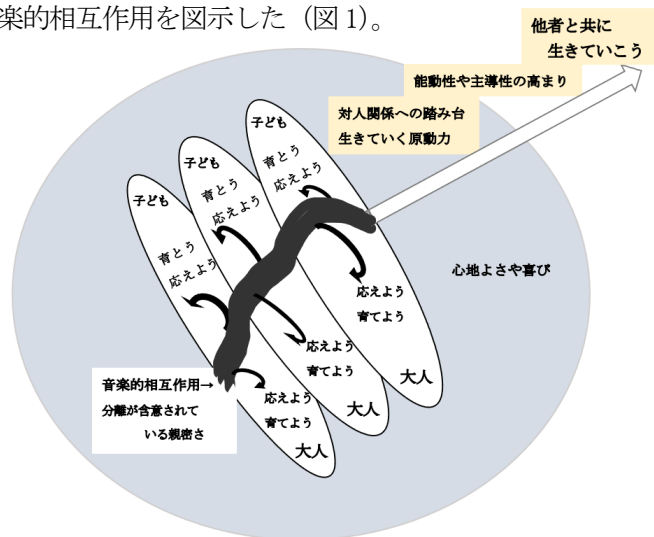 楽的相互作用を図示した（図 1）。
他者と共に
生きていこう
能動性や主導性の高まり
対人関係への踏み台
生きていく原動力
子ども
育とう
応えよう
子ども
育とう
応えよう
子ども
育とう
応えよう
心地よさや喜び
応えよう
育てよう
大人
応えよう
育てよう
大人
応えよう
育てよう
大人
音楽的相互作用→
分離が含意されて
いる親密さ